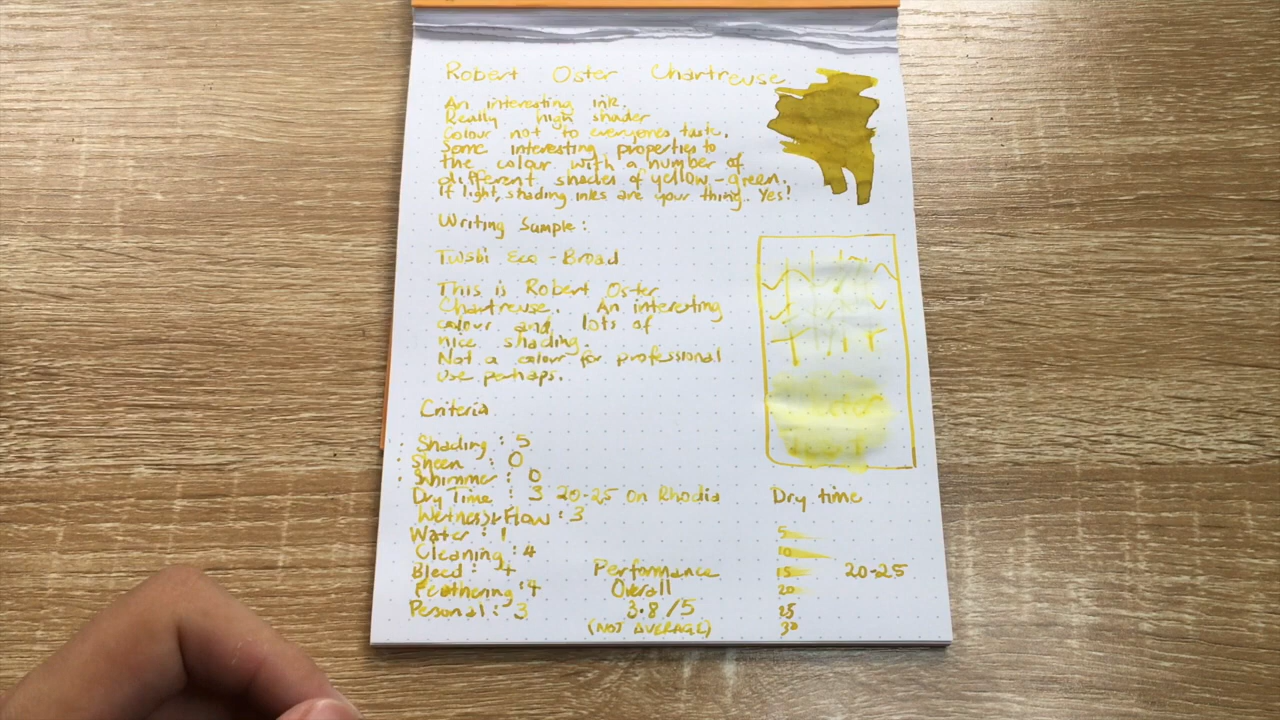 Robert Oster Chartreuse
An interesting ink.
Really high shader
Colour not to everyones taste.
Some interesting properties to
the colour with a number of
different shades of yellow-green.
If light, shading inks are your thing. Yes!
Writing Sample:
Twsbi Eco - Broad
This is Robert Oster
Chartreuse. An interesting
colour and lots of
nice shading.
Not a colour for professional
use perhaps.
Criteria
Shading : 5
Sheen : 0
Shimmer : 0
Dry Time : 3 20-25 on Rhodia
Wetness/Flow : 3
Water : 1
Cleaning : 4
Bleed : 4
Feathering : 4
Personal : 3
Performance
Overall
3.8/5
(NOT AVERAGE)
water
test
Dry time
5
10
15 20-25
20
25
30